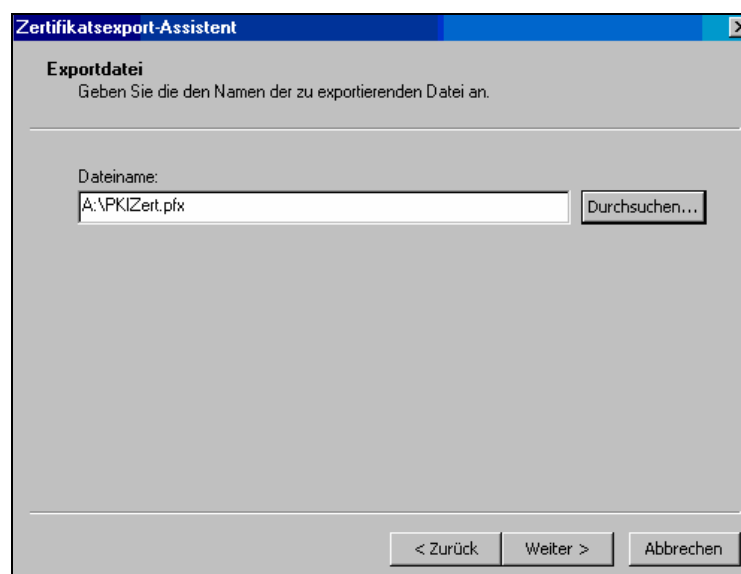 Zertifikatsexport-Assistent
Exportdatei
Geben Sie die den Namen der zu exportierenden Datei an.
Dateiname:
A:\PKIZert.pfx
Durchsuchen...
< Zurück
Weiter >
Abbrechen